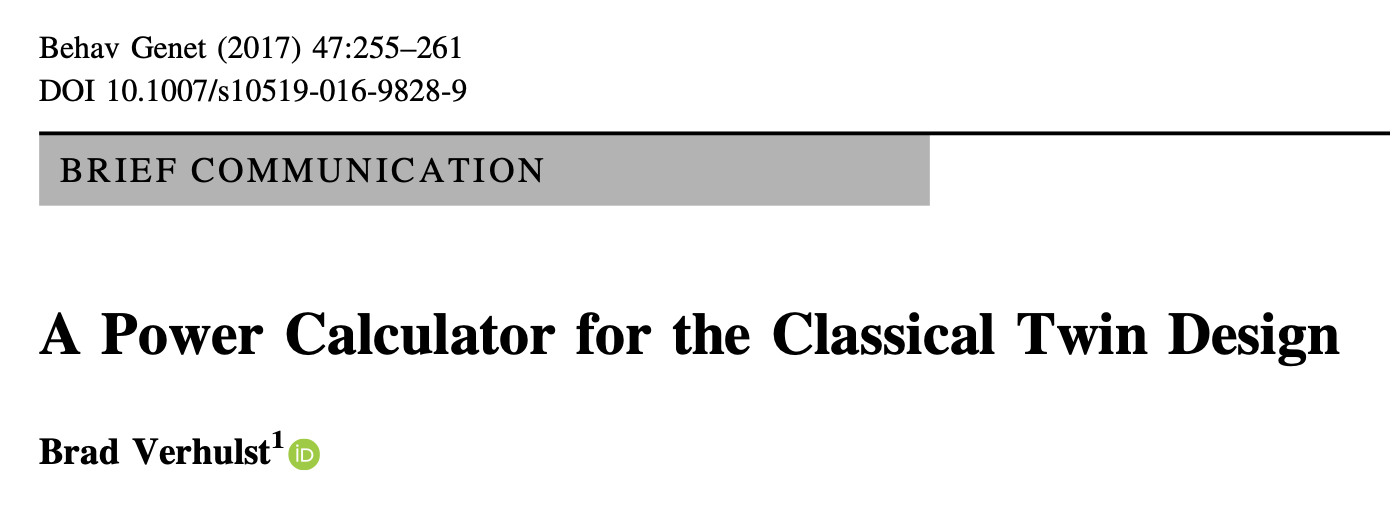 Behav Genet (2017) 47:255–261
DOI 10.1007/s10519-016-9828-9
BRIEF COMMUNICATION
A Power Calculator for the Classical Twin Design
Brad Verhulst1 iD